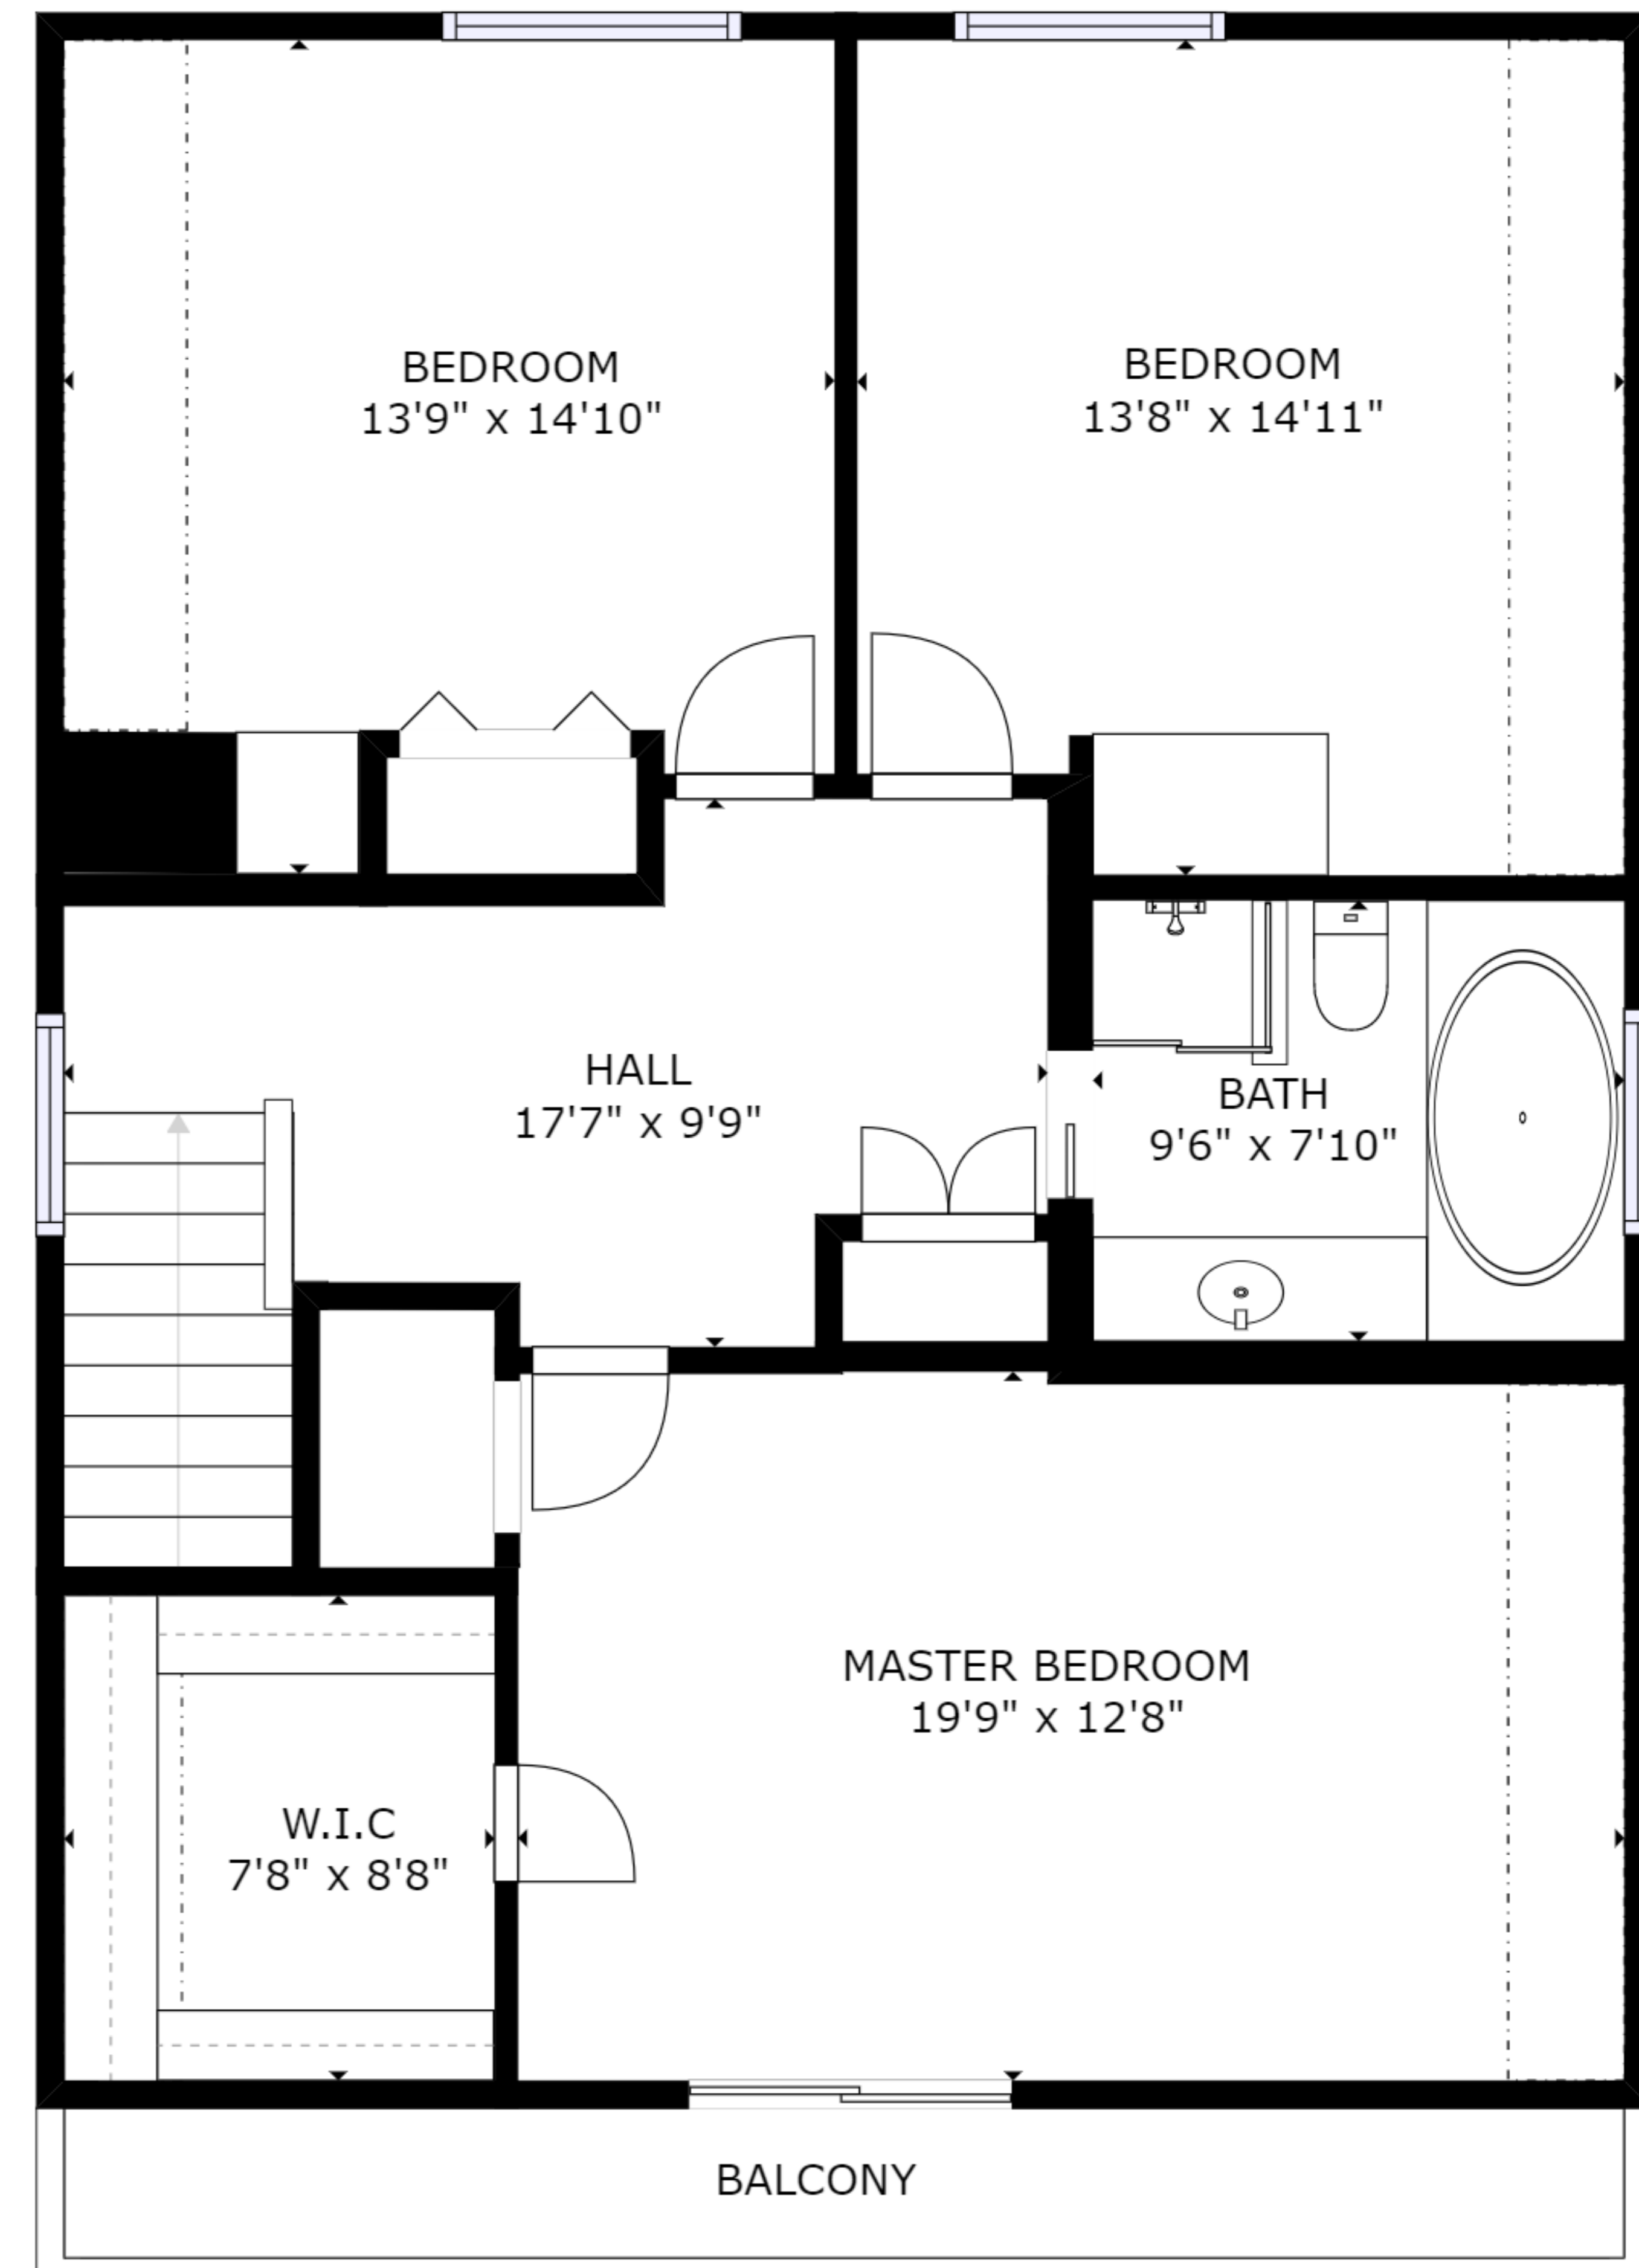 BEDROOM
13'9" x 14'10"
BEDROOM
13'8" x 14'11"
HALL
17'7" x 9'9"
BATH
9'6" x 7'10"
MASTER BEDROOM
19'9" x 12'8"
W.I.C
7'8" x 8'8"
BALCONY